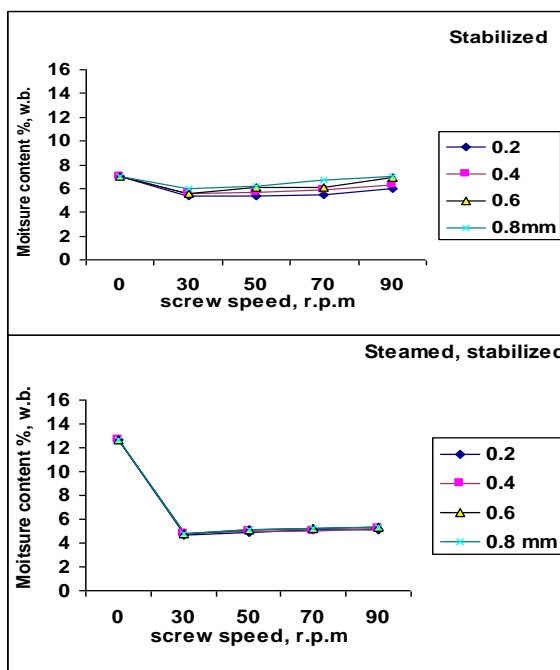 Stabilized
Moitsure content %, w.b.
16
14
12
10
8
6
4
2
0
0 30 50 70 90
screw speed, r.p.m
0.2
0.4
0.6
0.8mm
Steamed, stabilized
Moitsure content %, w.b.
16
14
12
10
8
6
4
2
0
0 30 50 70 90
screw speed, r.p.m
0.2
0.4
0.6
0.8 mm